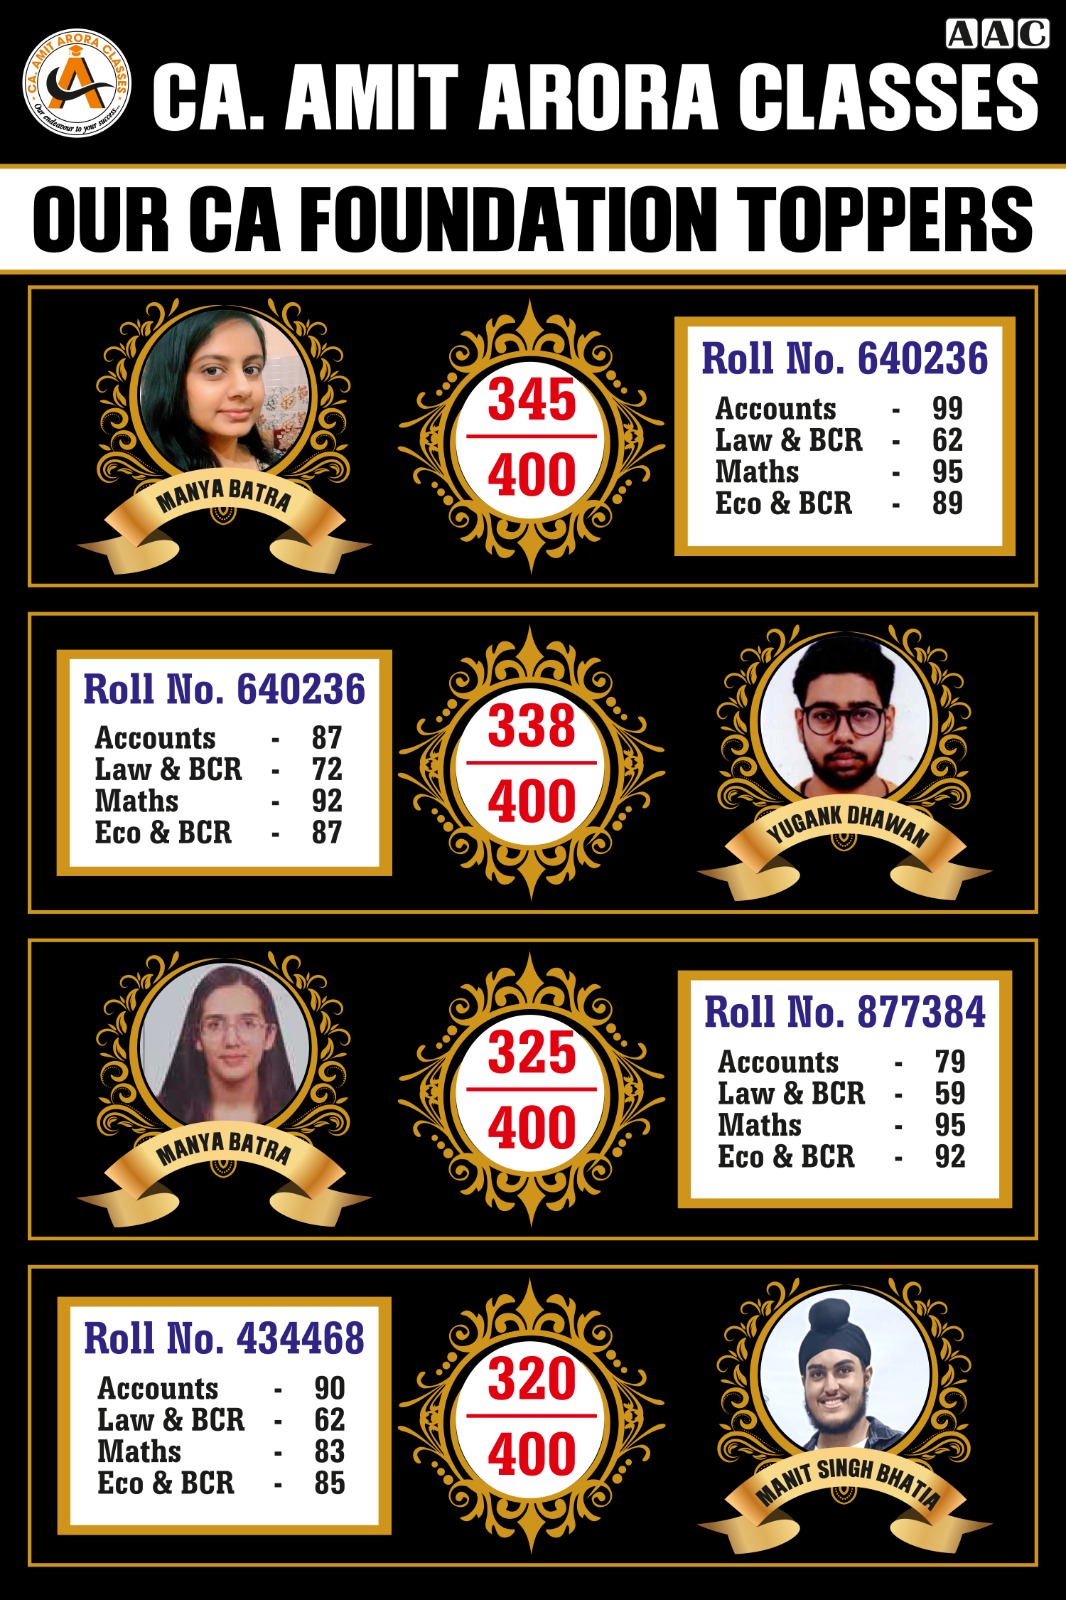 AAC
CA. AMIT ARORA CLASSES
Our endeavour to your success...
CA. AMIT ARORA CLASSES
OUR CA FOUNDATION TOPPERS
MANYA BATRA
345
400
Roll No. 640236
Accounts - 99
Law & BCR - 62
Maths - 95
Eco & BCR - 89
Roll No. 640236
Accounts - 87
Law & BCR - 72
Maths - 92
Eco & BCR - 87
338
400
YUGANK DHAWAN
MANYA BATRA
325
400
Roll No. 877384
Accounts - 79
Law & BCR - 59
Maths - 95
Eco & BCR - 92
Roll No. 434468
Accounts - 90
Law & BCR - 62
Maths - 83
Eco & BCR - 85
320
400
MANIT SINGH BHATIA